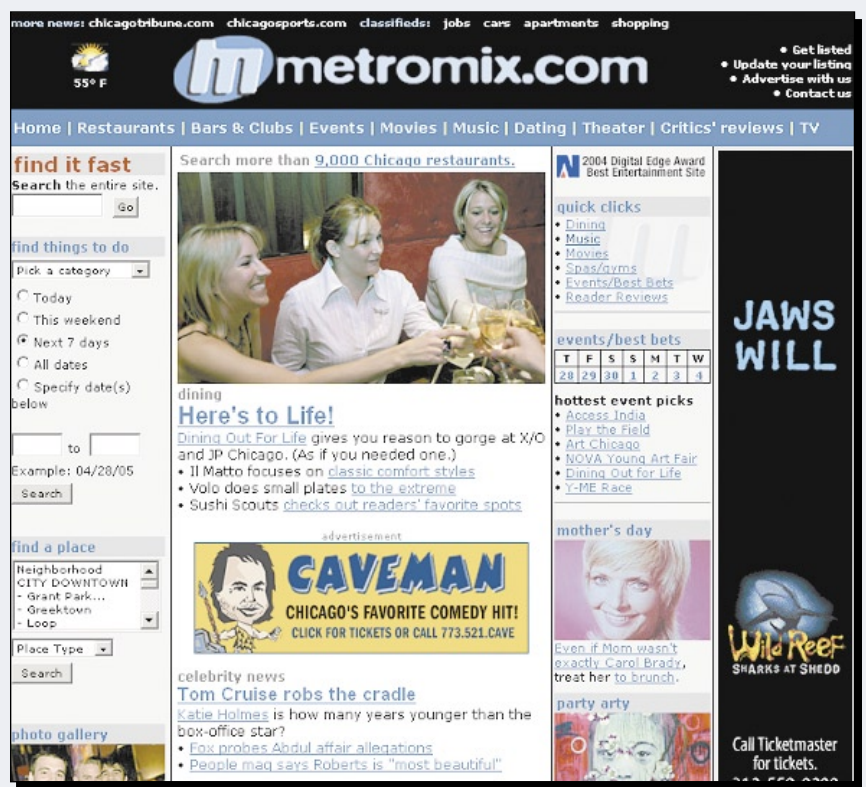 more news: chicagotribune.com chicagosports.com classifieds: jobs cars apartments shopping
55° F
m metromix.com
• Get listed
• Update your listing
• Advertise with us
• Contact us
Home | Restaurants | Bars & Clubs | Events | Movies | Music | Dating | Theater | Critics' reviews | TV
find it fast
Search the entire site.
Go
find things to do
Pick a category
Today
This weekend
Next 7 days
All dates
Specify date(s)
below
to
Example: 04/28/05
Search
find a place
Neighborhood
CITY DOWNTOWN
- Grant Park...
- Greektown
- Loop
Place Type
Search
photo gallery
Search more than 9,000 Chicago restaurants.
dining
Here's to Life!
Dining Out For Life gives you reason to gorge at X/O
and JP Chicago. (As if you needed one.)
• Il Matto focuses on classic comfort styles
• Volo does small plates to the extreme
• Sushi Scouts checks out readers' favorite spots
advertisement
CAVEMAN
CHICAGO'S FAVORITE COMEDY HIT!
CLICK FOR TICKETS OR CALL 773.521.CAVE
celebrity news
Tom Cruise robs the cradle
Katie Holmes is how many years younger than the
box-office star?
• Fox probes Abdul affair allegations
• People mag says Roberts is "most beautiful"
N 2004 Digital Edge Award
Best Entertainment Site
quick clicks
• Dining
• Music
• Movies
• Spas/gyms
• Events/Best Bets
• Reader Reviews
events/best bets
T F S S M T W
28 29 30 1 2 3 4
hottest event picks
• Access India
• Play the Field
• Art Chicago
• NOVA Young Art Fair
• Dining Out for Life
• Y-ME Race
mother's day
Even if Mom wasn't
exactly Carol Brady,
treat her to brunch.
party arty
JAWS
WILL
Wild Reef
SHARKS AT SHEDD
Call Ticketmaster
for tickets.